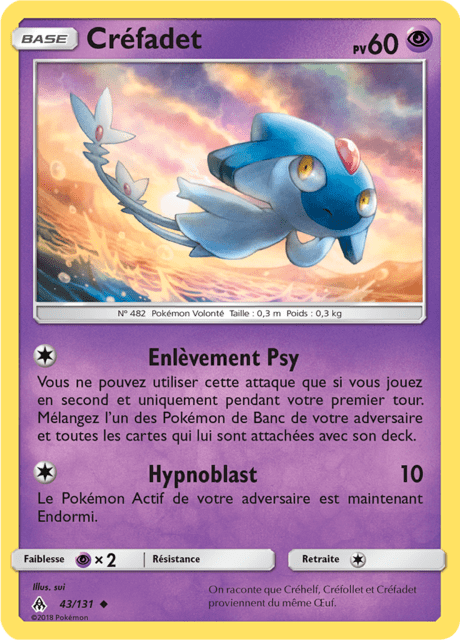 BASE Créfadet PV60
N° 482 Pokémon Volonté Taille : 0,3 m Poids : 0,3 kg
Enlèvement Psy
Vous ne pouvez utiliser cette attaque que si vous jouez
en second et uniquement pendant votre premier tour.
Mélangez l'un des Pokémon de Banc de votre adversaire
et toutes les cartes qui lui sont attachées avec son deck.
Hypnoblast 10
Le Pokémon Actif de votre adversaire est maintenant
Endormi.
Faiblesse ×2 Résistance Retraite
Illus. sui
43/131
©2018 Pokémon
On raconte que Créhelf, Créfollet et Créfadet
proviennent du même Œuf.